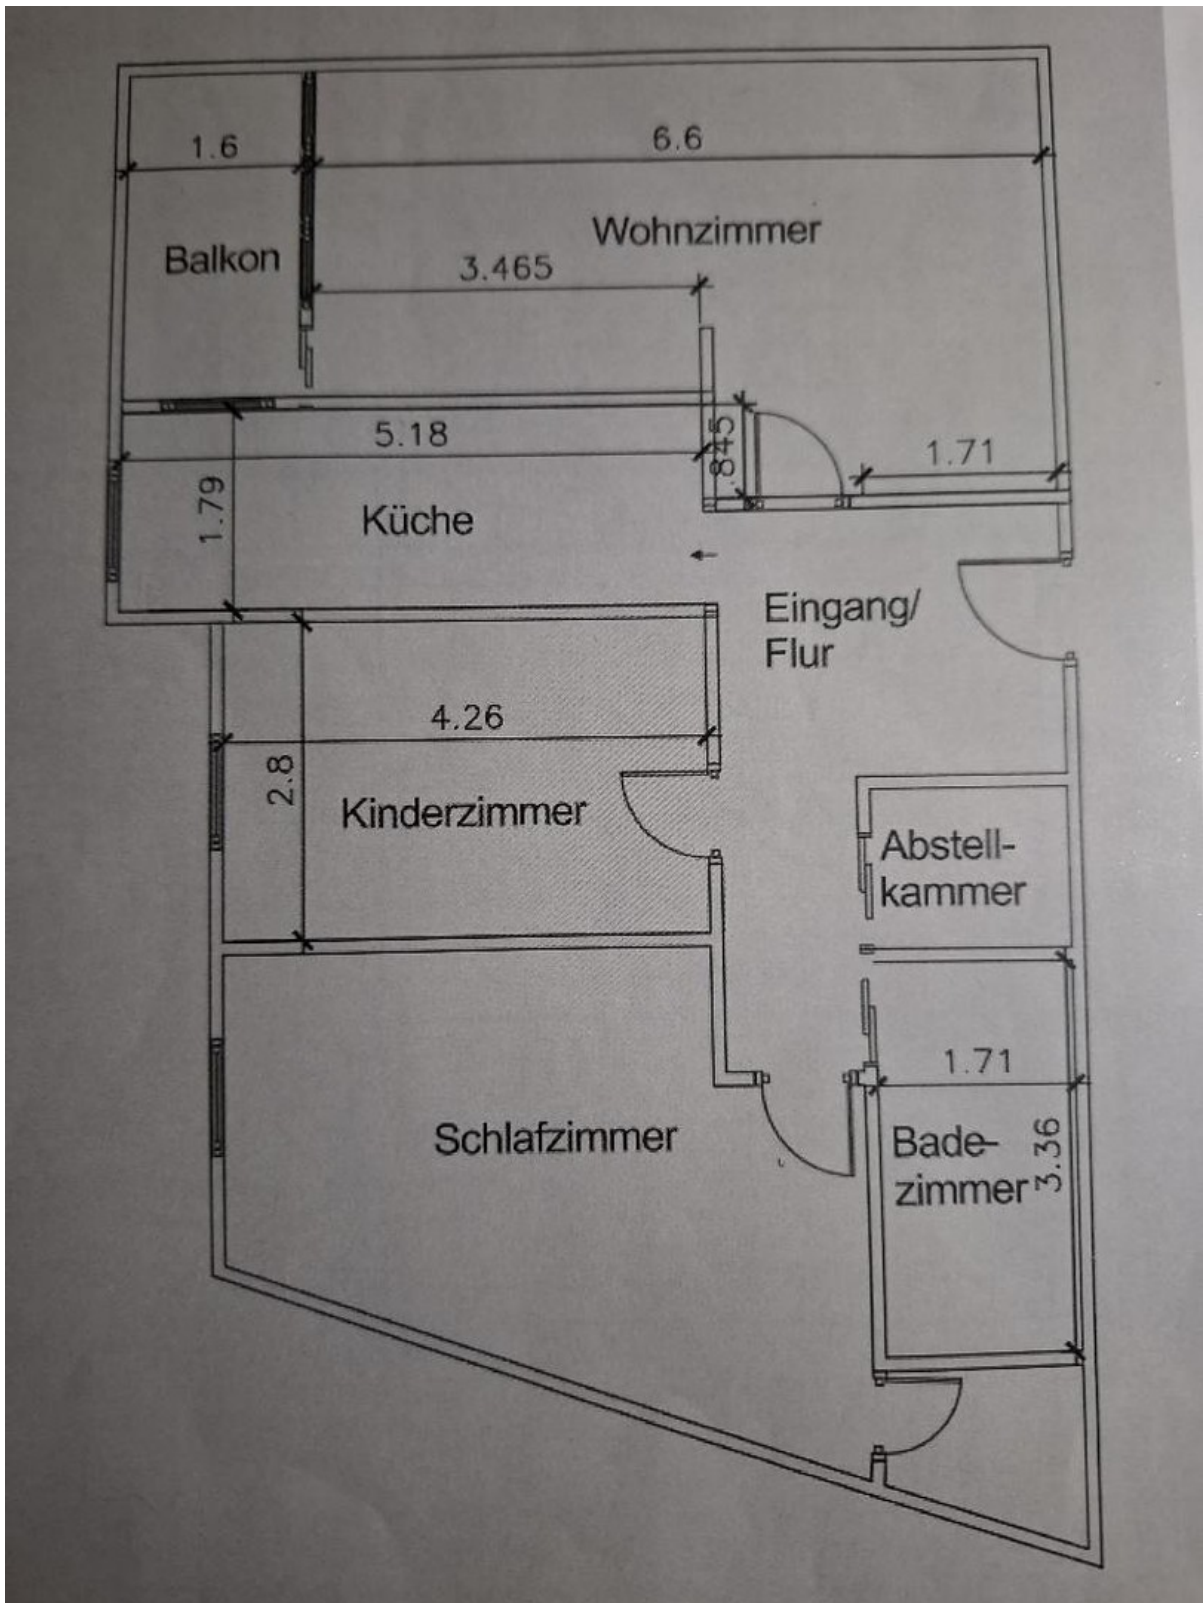 1.6
6.6
Wohnzimmer
Balkon
3.465
5.18
.845
1.71
1.79
Küche
Eingang/
Flur
4.26
2.8
Kinderzimmer
Abstell-
kammer
1.71
Schlafzimmer
Bade-
zimmer
3.36